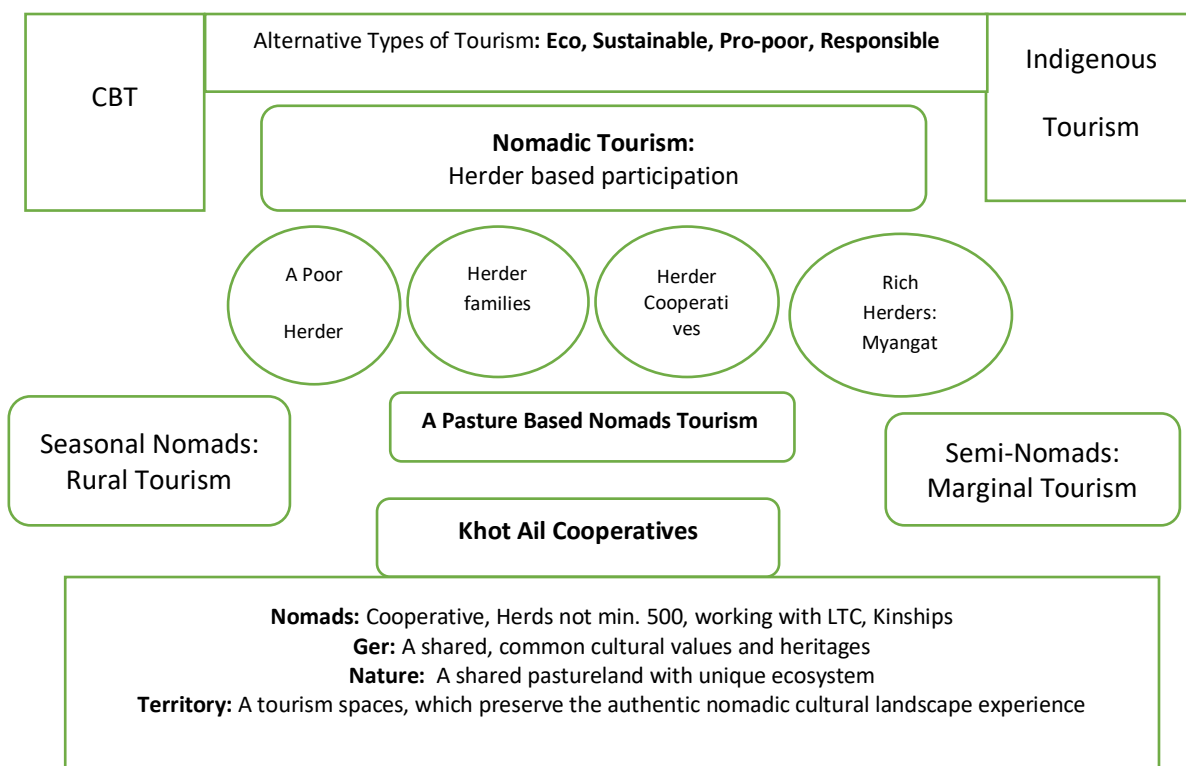 Alternative Types of Tourism: Eco, Sustainable, Pro-poor, Responsible
CBT
Indigenous
Tourism
Nomadic Tourism:
Herder based participation
A Poor
Herder
Herder
families
Herder
Cooperati
ves
Rich
Herders:
Myangat
A Pasture Based Nomads Tourism
Seasonal Nomads:
Rural Tourism
Semi-Nomads:
Marginal Tourism
Khot Ail Cooperatives
Nomads: Cooperative, Herds not min. 500, working with LTC, Kinships
Ger: A shared, common cultural values and heritages
Nature: A shared pastureland with unique ecosystem
Territory: A tourism spaces, which preserve the authentic nomadic cultural landscape experience